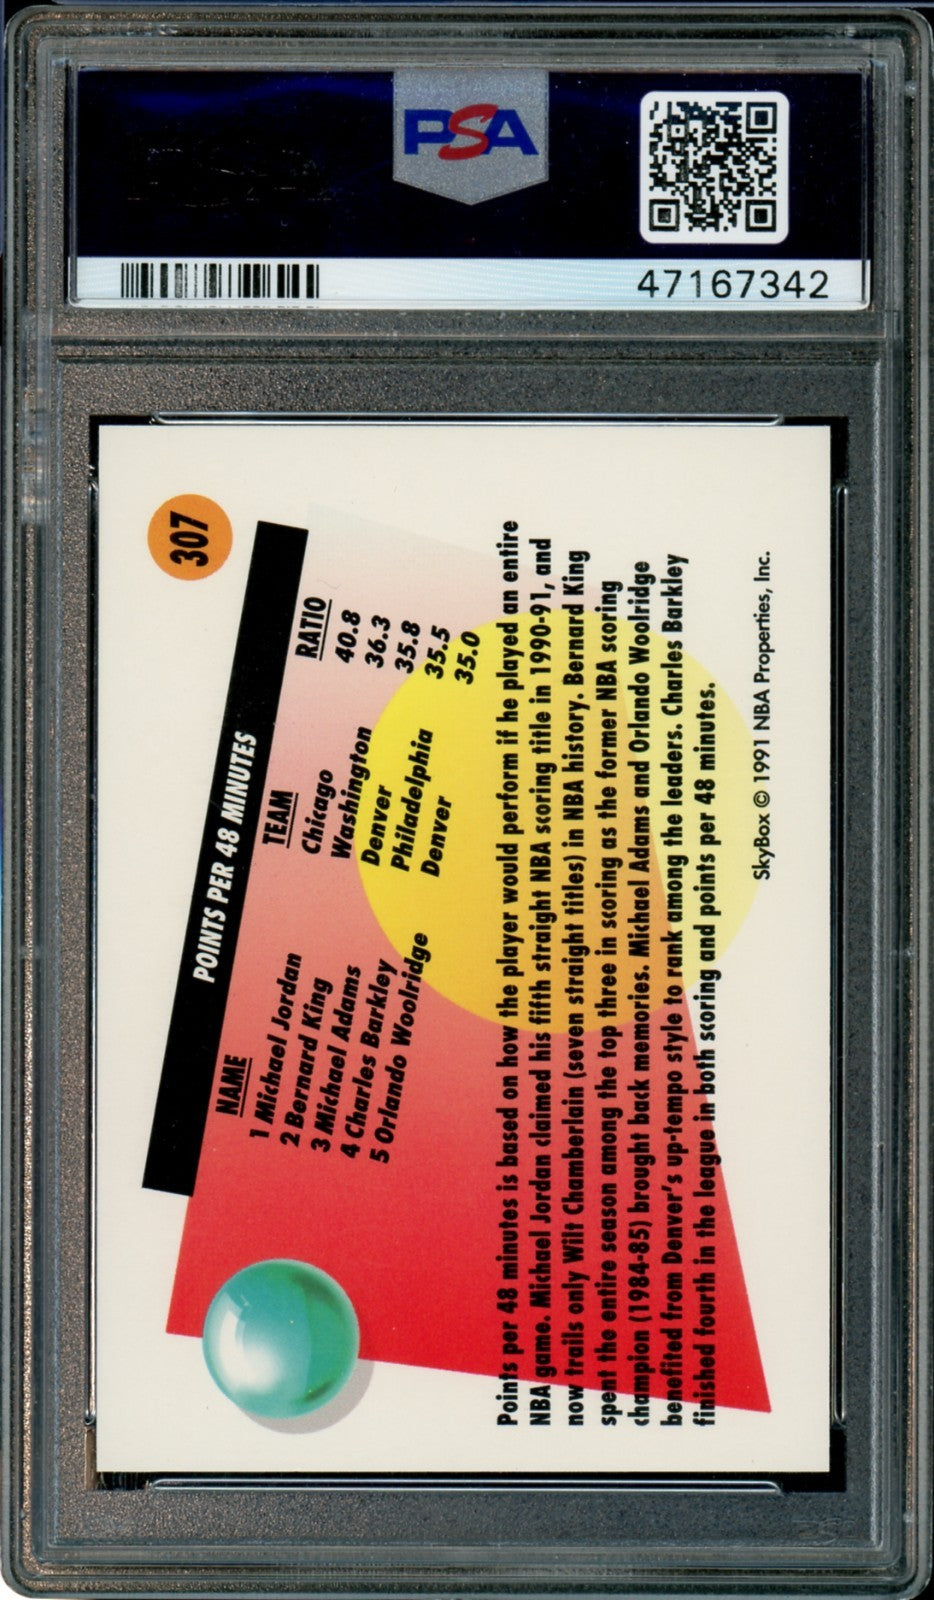 PSA
47167342
307
POINTS PER 48 MINUTES
NAME TEAM RATIO
1 Michael Jordan Chicago 40.8
2 Bernard King Washington 36.3
3 Michael Adams Denver 35.8
4 Charles Barkley Philadelphia 35.5
5 Orlando Woolridge Denver 35.0
Points per 48 minutes is based on how the player would perform if he played an entire
NBA game. Michael Jordan claimed his fifth straight NBA scoring title in 1990-91, and
now trails only Wilt Chamberlain (seven straight titles) in NBA history. Bernard King
spent the entire season among the top three in scoring as the former NBA scoring
champion (1984-85) brought back memories. Michael Adams and Orlando Woolridge
benefited from Denver's up-tempo style to rank among the leaders. Charles Barkley
finished fourth in the league in both scoring and points per 48 minutes.
SkyBox © 1991 NBA Properties, Inc.